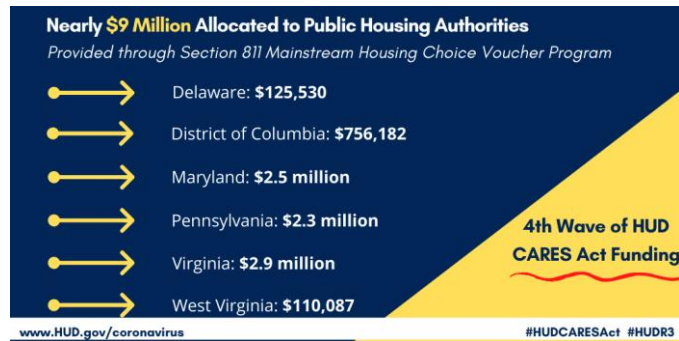 Nearly $9 Million Allocated to Public Housing Authorities
Provided through Section 811 Mainstream Housing Choice Voucher Program
Delaware: $125,530
District of Columbia: $756,182
Maryland: $2.5 million
Pennsylvania: $2.3 million
Virginia: $2.9 million
West Virginia: $110,087
4th Wave of HUD
CARES Act Funding
www.HUD.gov/coronavirus
#HUDCARESAct #HUDR3